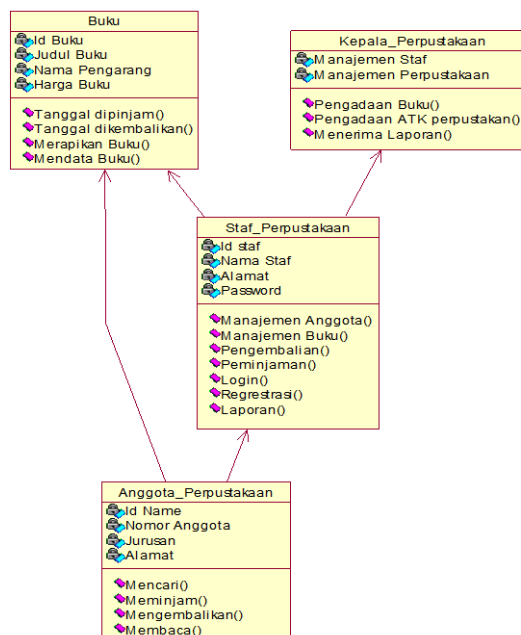 Buku
Id Buku
Judul Buku
Nama Pengarang
Harga Buku
Tanggal dipinjam()
Tanggal dikembalikan()
Merapikan Buku()
Mendata Buku()
Kepala_Perpustakaan
Manajemen Staf
Manajemen Perpustakaan
Pengadaan Buku()
Pengadaan ATK perpustakan()
Menerima Laporan()
Staf_Perpustakaan
Id staf
Nama Staf
Alamat
Password
Manajemen Anggota()
Manajemen Buku()
Pengembalian()
Peminjaman()
Login()
Regrestrasi()
Laporan()
Anggota_Perpustakaan
Id Name
Nomor Anggota
Jurusan
Alamat
Mencari()
Meminjam()
Mengembalikan()
Membaca()